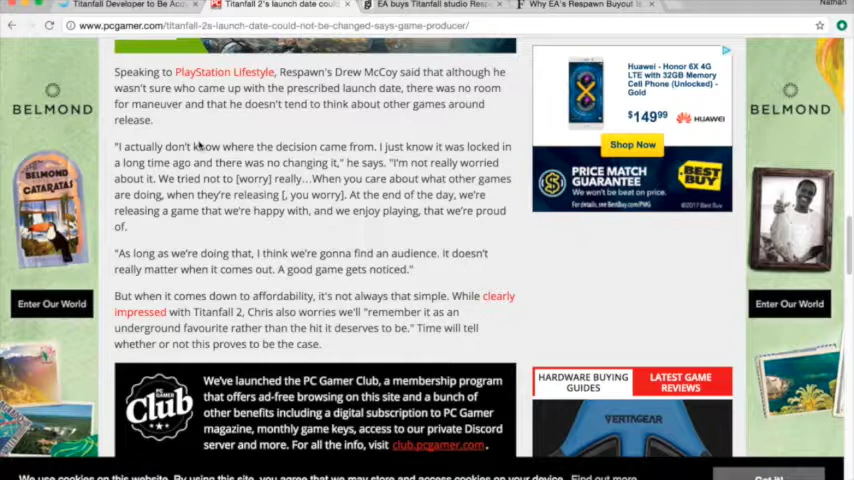 Titanfall Developer to Be Acq
Titanfall 2's launch date could
EA buys Titanfall studio Resp
Why EA's Respawn Buyout Is
Nathan
www.pcgamer.com/titanfall-2s-launch-date-could-not-be-changed-says-game-producer/
Speaking to PlayStation Lifestyle, Respawn's Drew McCoy said that although he
wasn't sure who came up with the prescribed launch date, there was no room
for maneuver and that he doesn't tend to think about other games around
release.
"I actually don't know where the decision came from. I just know it was locked in
a long time ago and there was no changing it," he says. "I'm not really worried
about it. We tried not to [worry] really…When you care about what other games
are doing, when they're releasing [, you worry]. At the end of the day, we're
releasing a game that we're happy with, and we enjoy playing, that we're proud
of.
"As long as we're doing that, I think we're gonna find an audience. It doesn't
really matter when it comes out. A good game gets noticed."
But when it comes down to affordability, it's not always that simple. While clearly
impressed with Titanfall 2, Chris also worries we'll "remember it as an
underground favourite rather than the hit it deserves to be." Time will tell
whether or not this proves to be the case.
PC GAMER
Club
We've launched the PC Gamer Club, a membership program
that offers ad-free browsing on this site and a bunch of
other benefits including a digital subscription to PC Gamer
magazine, monthly game keys, access to our private Discord
server and more. For all the info, visit club.pcgamer.com.
Huawei - Honor 6X 4G
LTE with 32GB Memory
Cell Phone (Unlocked) -
Gold
$149.99
HUAWEI
Shop Now
PRICE MATCH
GUARANTEE
We won't be beat on price.
For details, see BestBuy.com/PMG
BEST
BUY
©2017 Best Buy
HARDWARE BUYING
GUIDES
LATEST GAME
REVIEWS
VERTAGEAR
BELMOND
BELMOND
CATARATAS
Enter Our World
BELMOND
Enter Our World
We use cookies on this website. By using this site, you agree that we may store and access cookies on your device. Find out more
Got it!